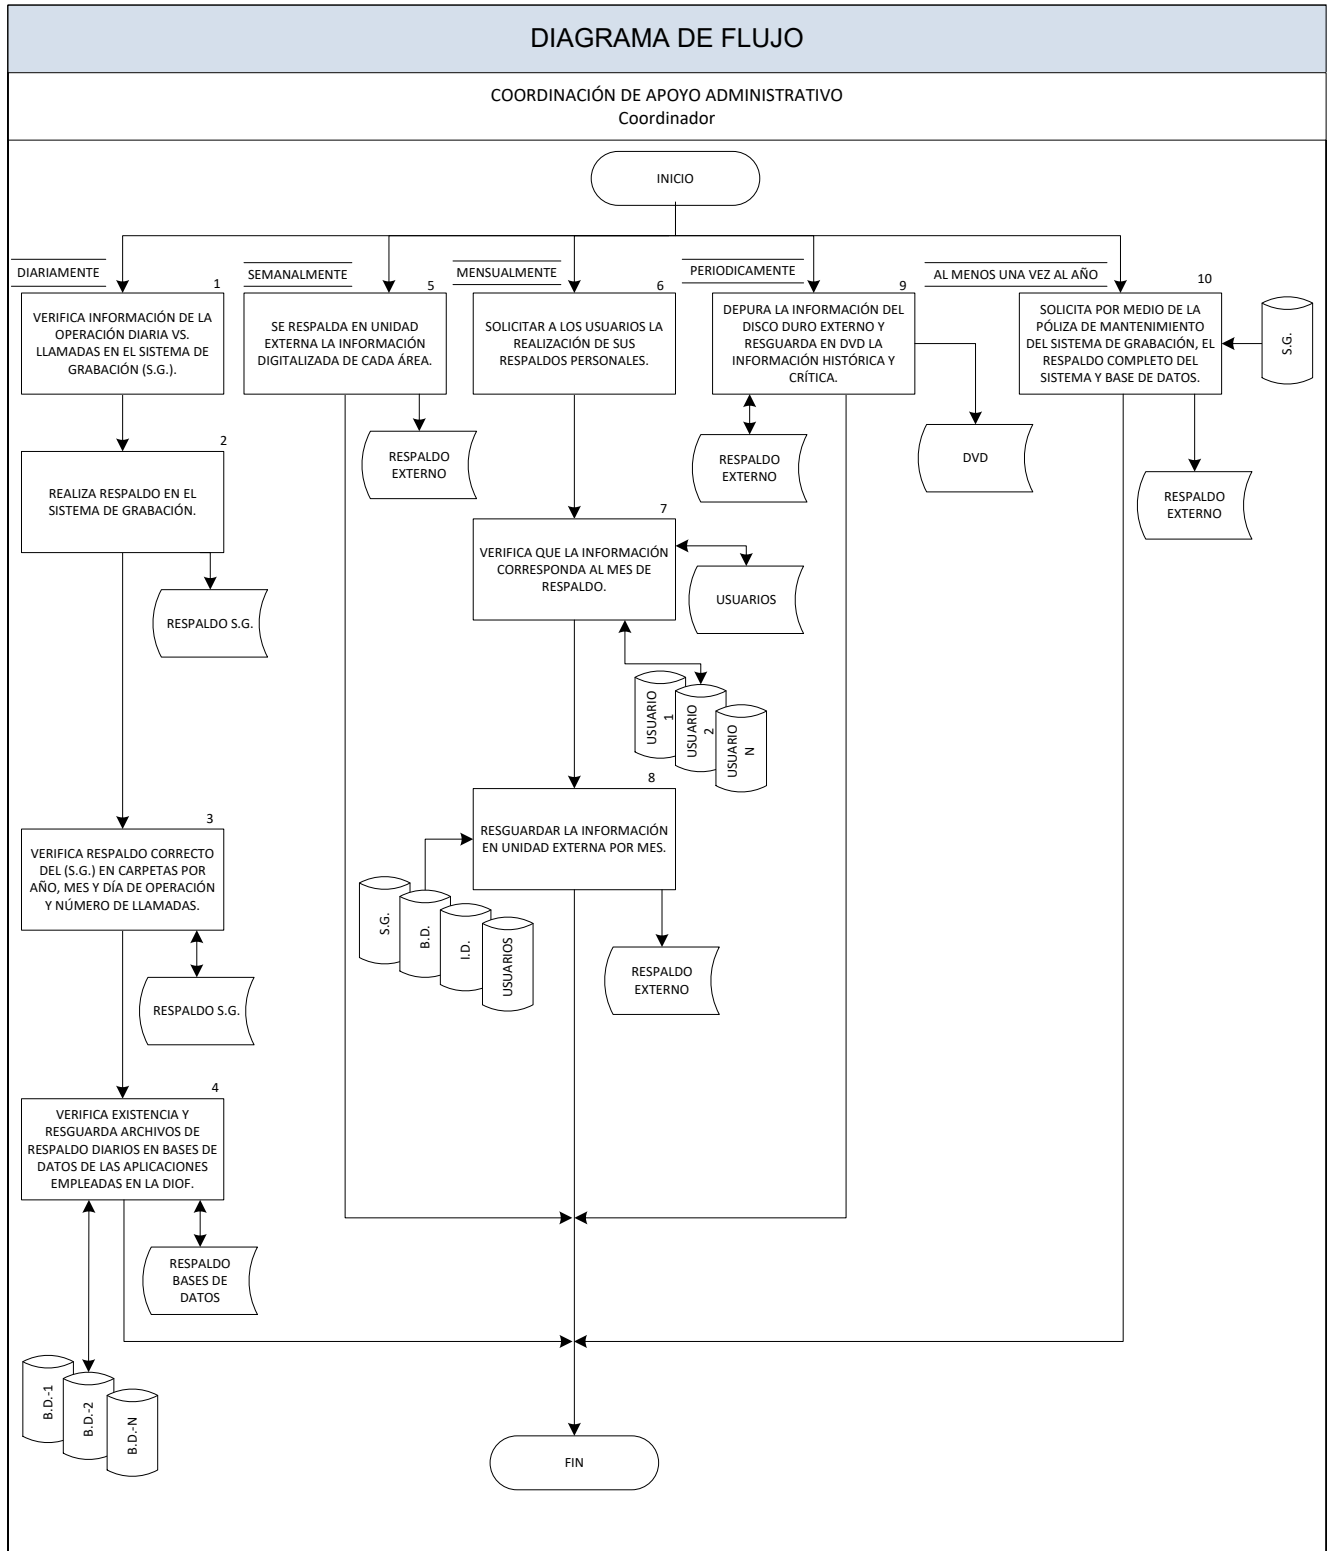 DIAGRAMA DE FLUJO
COORDINACIÓN DE APOYO ADMINISTRATIVO
Coordinador
INICIO
DIARIAMENTE
1
VERIFICA INFORMACIÓN DE LA
OPERACIÓN DIARIA VS.
LLAMADAS EN EL SISTEMA DE
GRABACIÓN (S.G.).
2
REALIZA RESPALDO EN EL
SISTEMA DE GRABACIÓN.
RESPALDO S.G.
3
VERIFICA RESPALDO CORRECTO
DEL (S.G.) EN CARPETAS POR
AÑO, MES Y DÍA DE OPERACIÓN
Y NÚMERO DE LLAMADAS.
RESPALDO S.G.
4
VERIFICA EXISTENCIA Y
RESGUARDA ARCHIVOS DE
RESPALDO DIARIOS EN BASES DE
DATOS DE LAS APLICACIONES
EMPLEADAS EN LA DIOF.
RESPALDO
BASES DE
DATOS
B.D.-1
B.D.-2
B.D.-N
SEMANALMENTE
5
SE RESPALDA EN UNIDAD
EXTERNA LA INFORMACIÓN
DIGITALIZADA DE CADA ÁREA.
RESPALDO
EXTERNO
MENSUALMENTE
6
SOLICITAR A LOS USUARIOS LA
REALIZACIÓN DE SUS
RESPALDOS PERSONALES.
7
VERIFICA QUE LA INFORMACIÓN
CORRESPONDA AL MES DE
RESPALDO.
USUARIOS
USUARIO
1
USUARIO
2
USUARIO
N
8
RESGUARDAR LA INFORMACIÓN
EN UNIDAD EXTERNA POR MES.
S.G.
B.D.
I.D.
USUARIOS
RESPALDO
EXTERNO
PERIODICAMENTE
9
DEPURA LA INFORMACIÓN DEL
DISCO DURO EXTERNO Y
RESGUARDA EN DVD LA
INFORMACIÓN HISTÓRICA Y
CRÍTICA.
RESPALDO
EXTERNO
DVD
AL MENOS UNA VEZ AL AÑO
10
SOLICITA POR MEDIO DE LA
PÓLIZA DE MANTENIMIENTO
DEL SISTEMA DE GRABACIÓN, EL
RESPALDO COMPLETO DEL
SISTEMA Y BASE DE DATOS.
S.G.
RESPALDO
EXTERNO
FIN